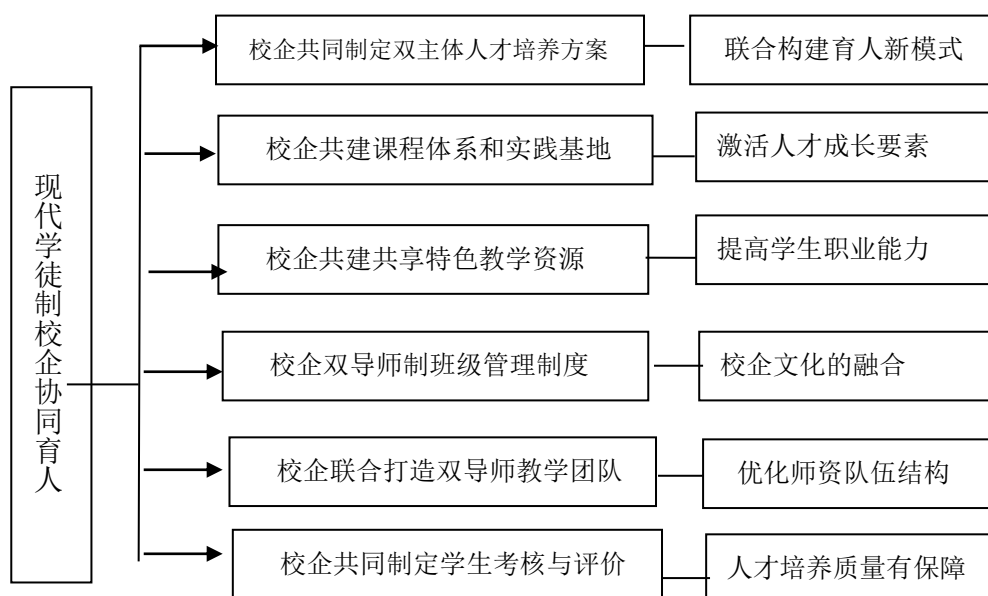 现代学徒制校企协同育人
校企共同制定双主体人才培养方案
联合构建育人新模式
校企共建课程体系和实践基地
激活人才成长要素
校企共建共享特色教学资源
提高学生职业能力
校企双导师制班级管理制度
校企文化的融合
校企联合打造双导师教学团队
优化师资队伍结构
校企共同制定学生考核与评价
人才培养质量有保障